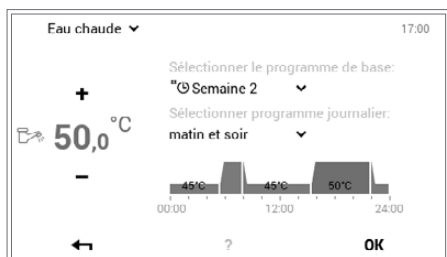 Eau chaude
17:00
Sélectionner le programme de base:
Semaine 2
Sélectionner programme journalier:
matin et soir
+
50,0°C
−
45°C 45°C 50°C
00:00 12:00 24:00
? OK